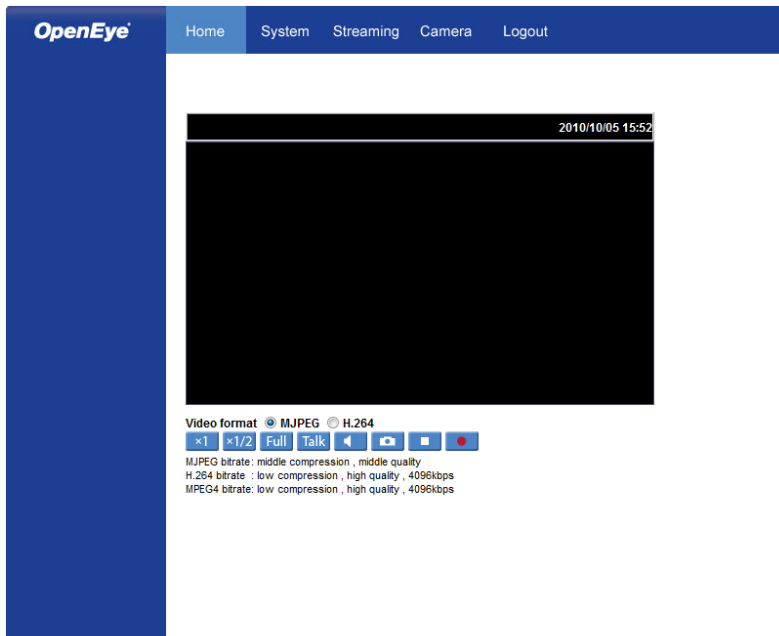 OpenEye
Home System Streaming Camera Logout
2010/10/05 15:52
Video format MJPEG H.264
×1 ×1/2 Full Talk
MJPEG bitrate: middle compression , middle quality
H.264 bitrate : low compression , high quality , 4096kbps
MPEG4 bitrate: low compression , high quality , 4096kbps